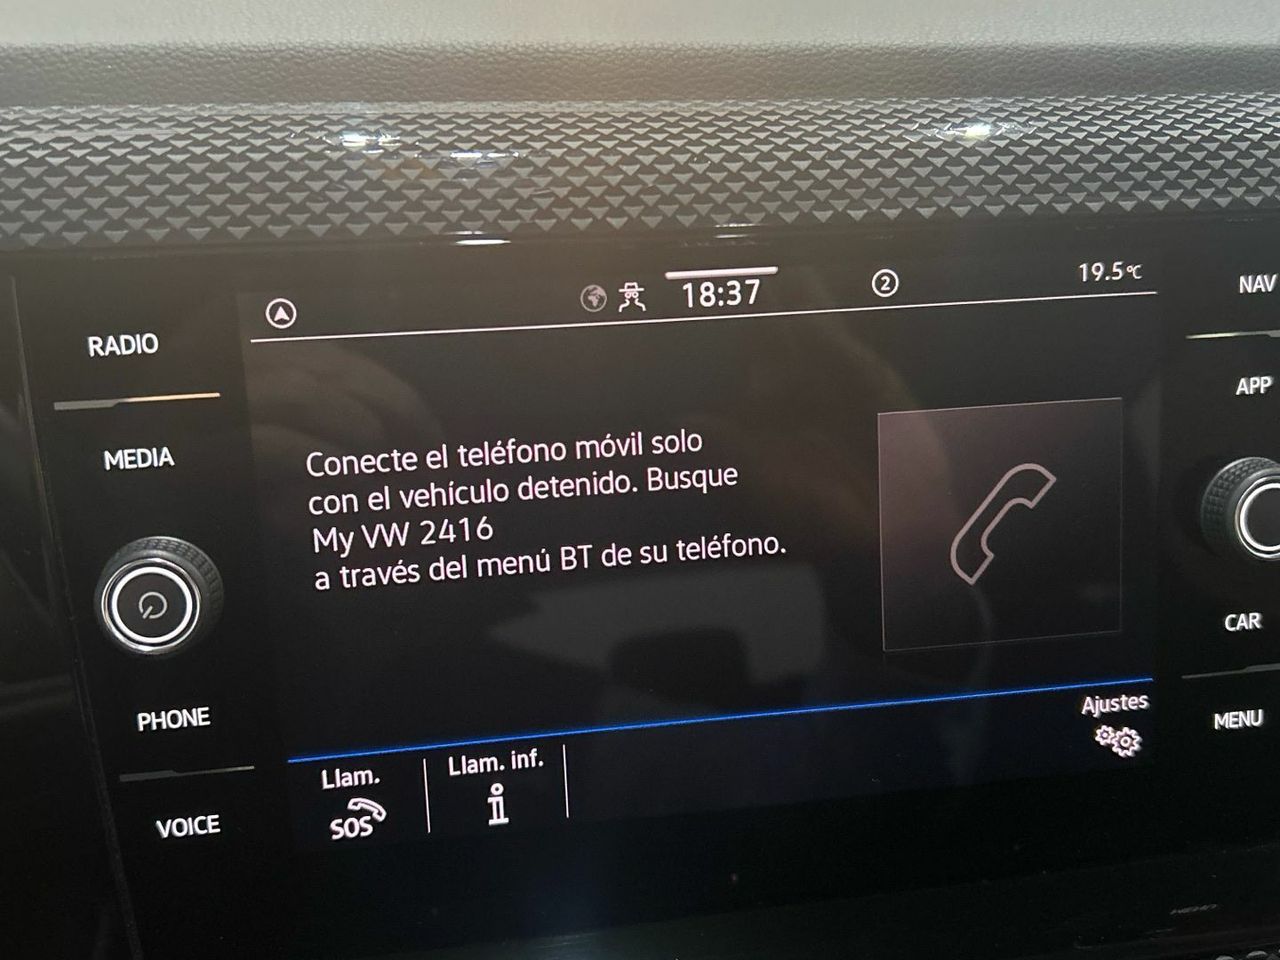 18:37
2
19.5°C
NAV
RADIO
APP
MEDIA
Conecte el teléfono móvil solo
con el vehículo detenido. Busque
My VW 2416
a través del menú BT de su teléfono.
CAR
PHONE
MENU
Ajustes
Llam.
Llam. inf.
SOS
i
VOICE